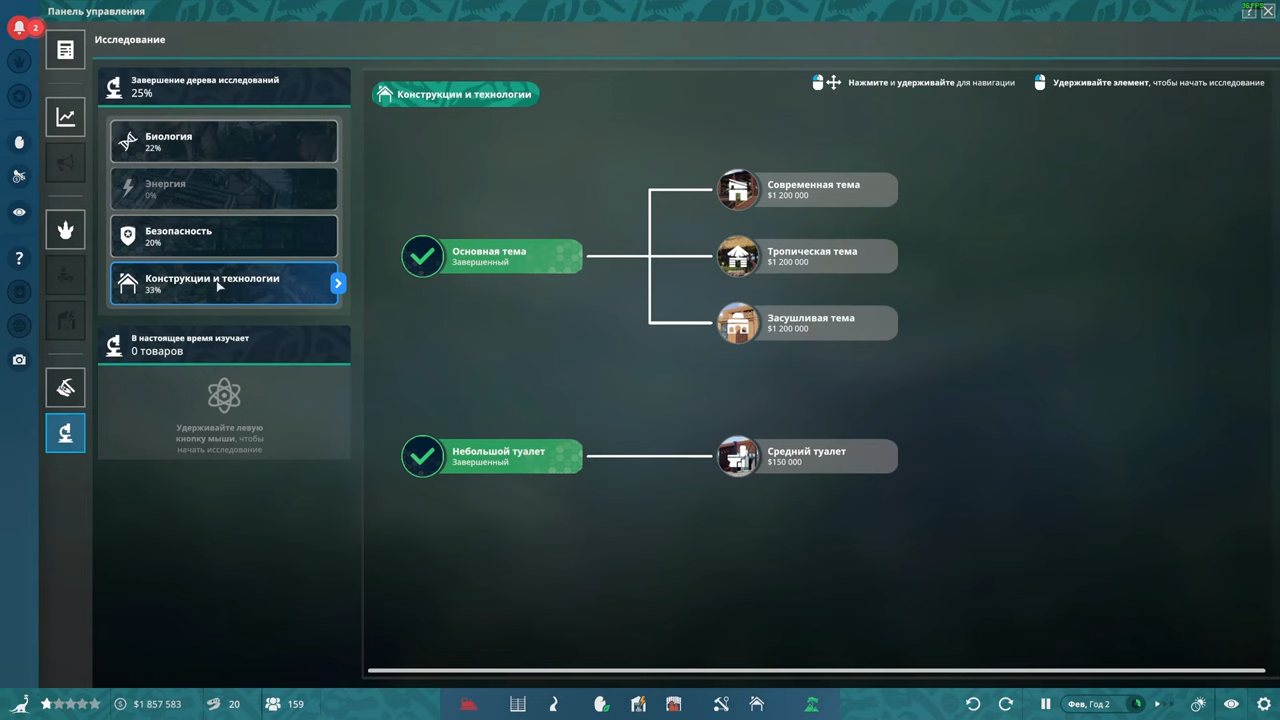 36 FPS
Панель управления
2
Исследование
Завершение дерева исследований
25%
Биология
22%
Энергия
0%
Безопасность
20%
Конструкции и технологии
33%
В настоящее время изучает
0 товаров
Удерживайте левую
кнопку мыши, чтобы
начать исследование
Конструкции и технологии
Нажмите и удерживайте для навигации
Удерживайте элемент, чтобы начать исследование
Современная тема
$1 200 000
Основная тема
Завершенный
Тропическая тема
$1 200 000
Засушливая тема
$1 200 000
Небольшой туалет
Завершенный
Средний туалет
$150 000
$1 857 583
20
159
Фев, Год 2